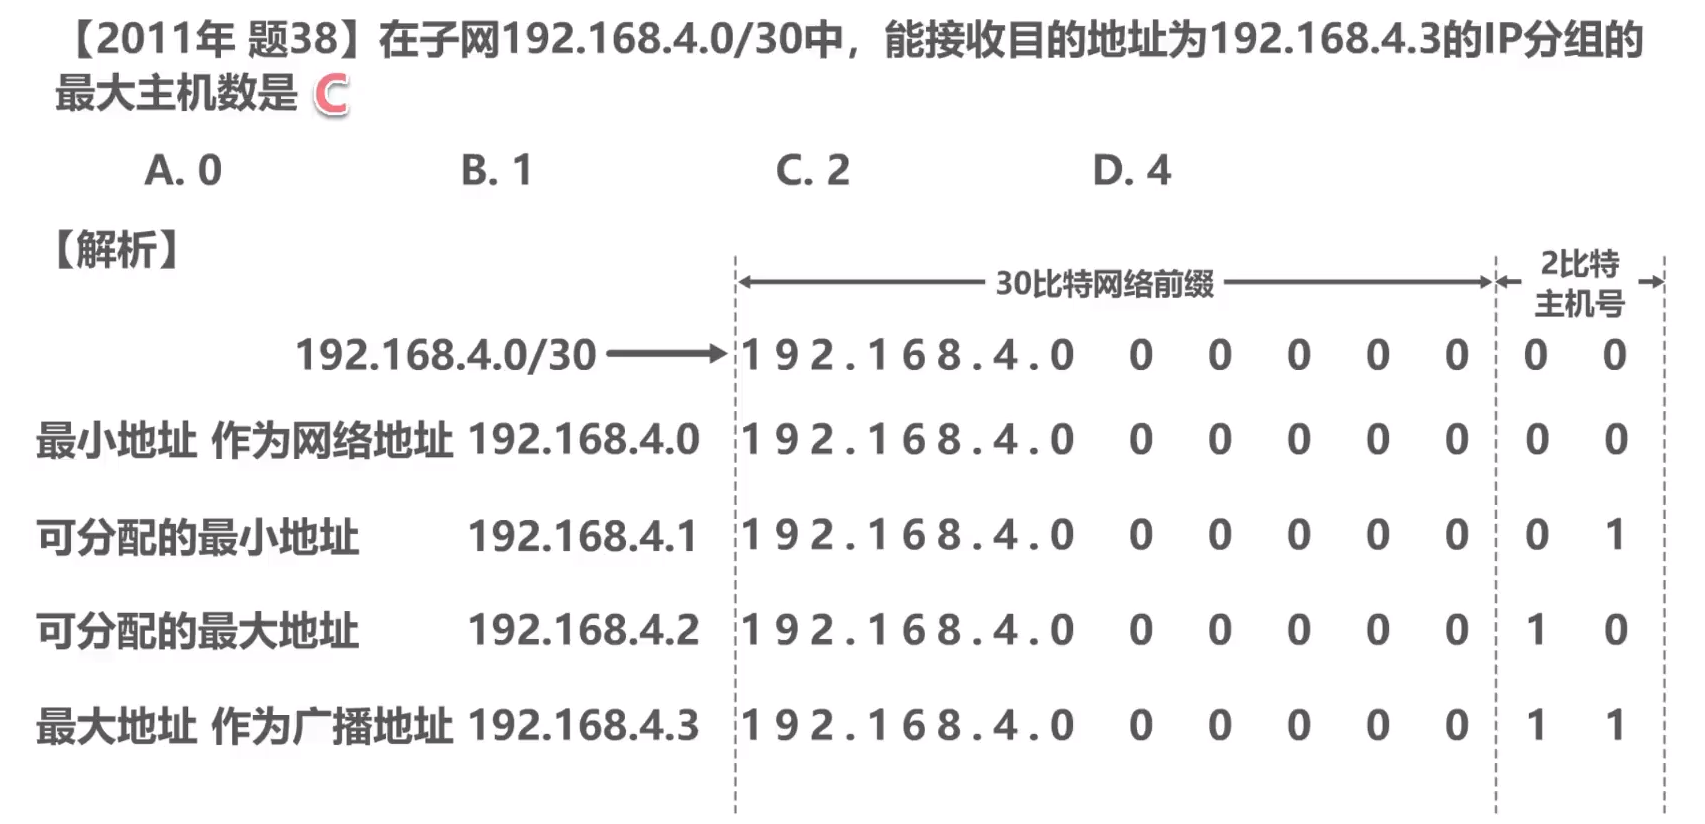 【2011年 题38】在子网192.168.4.0/30中，能接收目的地址为192.168.4.3的IP分组的
最大主机数是 C
A. 0 B. 1 C. 2 D. 4
【解析】
30比特网络前缀 2比特
主机号
192.168.4.0/30 192.168.4.0 0 0 0 0 0 0 0
最小地址 作为网络地址 192.168.4.0 192.168.4.0 0 0 0 0 0 0 0
可分配的最小地址 192.168.4.1 192.168.4.0 0 0 0 0 0 0 1
可分配的最大地址 192.168.4.2 192.168.4.0 0 0 0 0 0 1 0
最大地址 作为广播地址 192.168.4.3 192.168.4.0 0 0 0 0 0 1 1